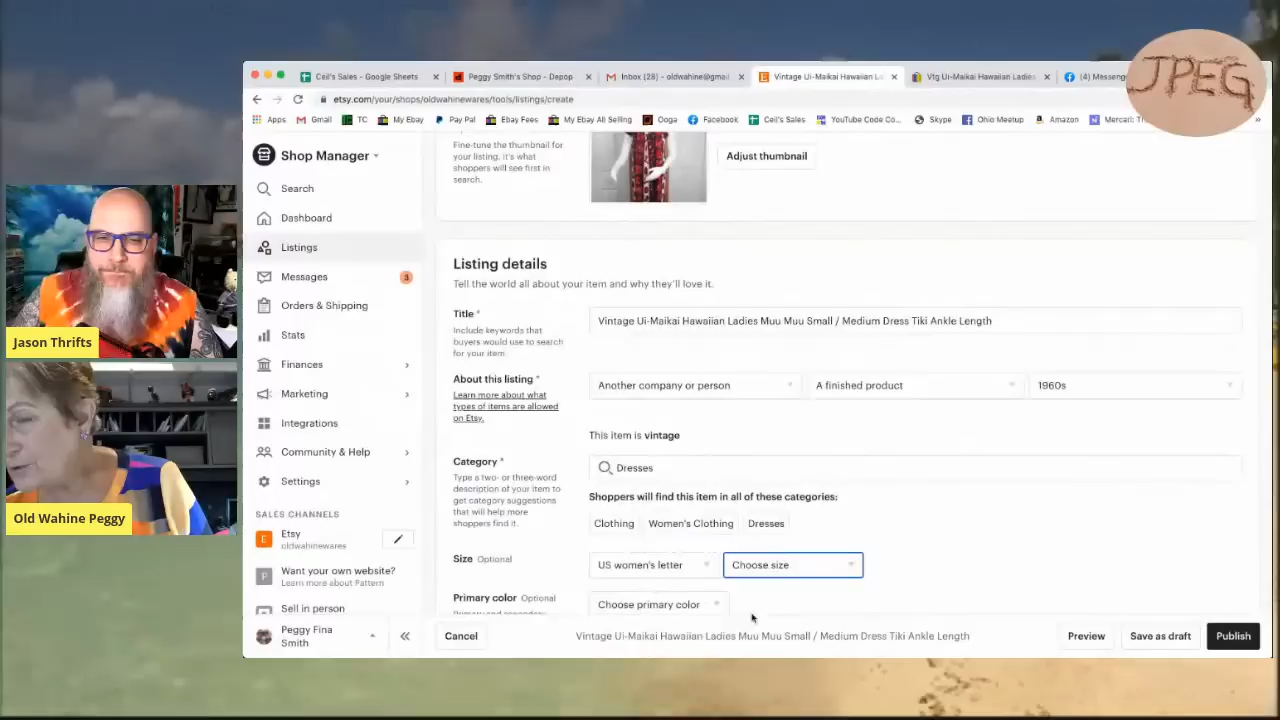 Ceil's Sales - Google Sheets
Peggy Smith's Shop - Depop
Inbox (28) - oldwahine@gmai
Vintage Ui-Maikai Hawaiian La
Vtg Ui-Maikai Hawaiian Ladies
(4) Messeng
JPEG
etsy.com/your/shops/oldwahinewares/tools/listings/create
Apps
Gmail
TC
My Ebay
Pay Pal
Ebay Fees
My Ebay All Selling
Ooga
Facebook
Ceil's Sales
YouTube Code Co...
Skype
Ohio Meetup
Amazon
Mercari: Th
Shop Manager
Search
Dashboard
Listings
Messages 3
Orders & Shipping
Stats
Finances
Marketing
Integrations
Community & Help
Settings
SALES CHANNELS
Etsy
oldwahinewares
Want your own website?
Learn more about Pattern
Sell in person
Peggy Fina
Smith
Fine-tune the thumbnail for
your listing, it's what
shoppers will see first in
search.
Adjust thumbnail
Listing details
Tell the world all about your item and why they'll love it.
Title *
Include keywords that
buyers would use to search
for your item.
Vintage Ui-Maikai Hawaiian Ladies Muu Muu Small / Medium Dress Tiki Ankle Length
About this listing *
Learn more about what
types of items are allowed
on Etsy.
Another company or person
A finished product
1960s
This item is vintage
Category *
Type a two- or three-word
description of your item to
get category suggestions
that will help more
shoppers find it.
Dresses
Shoppers will find this item in all of these categories:
Clothing Women's Clothing Dresses
Size Optional
US women's letter
Choose size
Primary color Optional
Choose primary color
Cancel
Vintage Ui-Maikai Hawaiian Ladies Muu Muu Small / Medium Dress Tiki Ankle Length
Preview
Save as draft
Publish
Jason Thrifts
Old Wahine Peggy